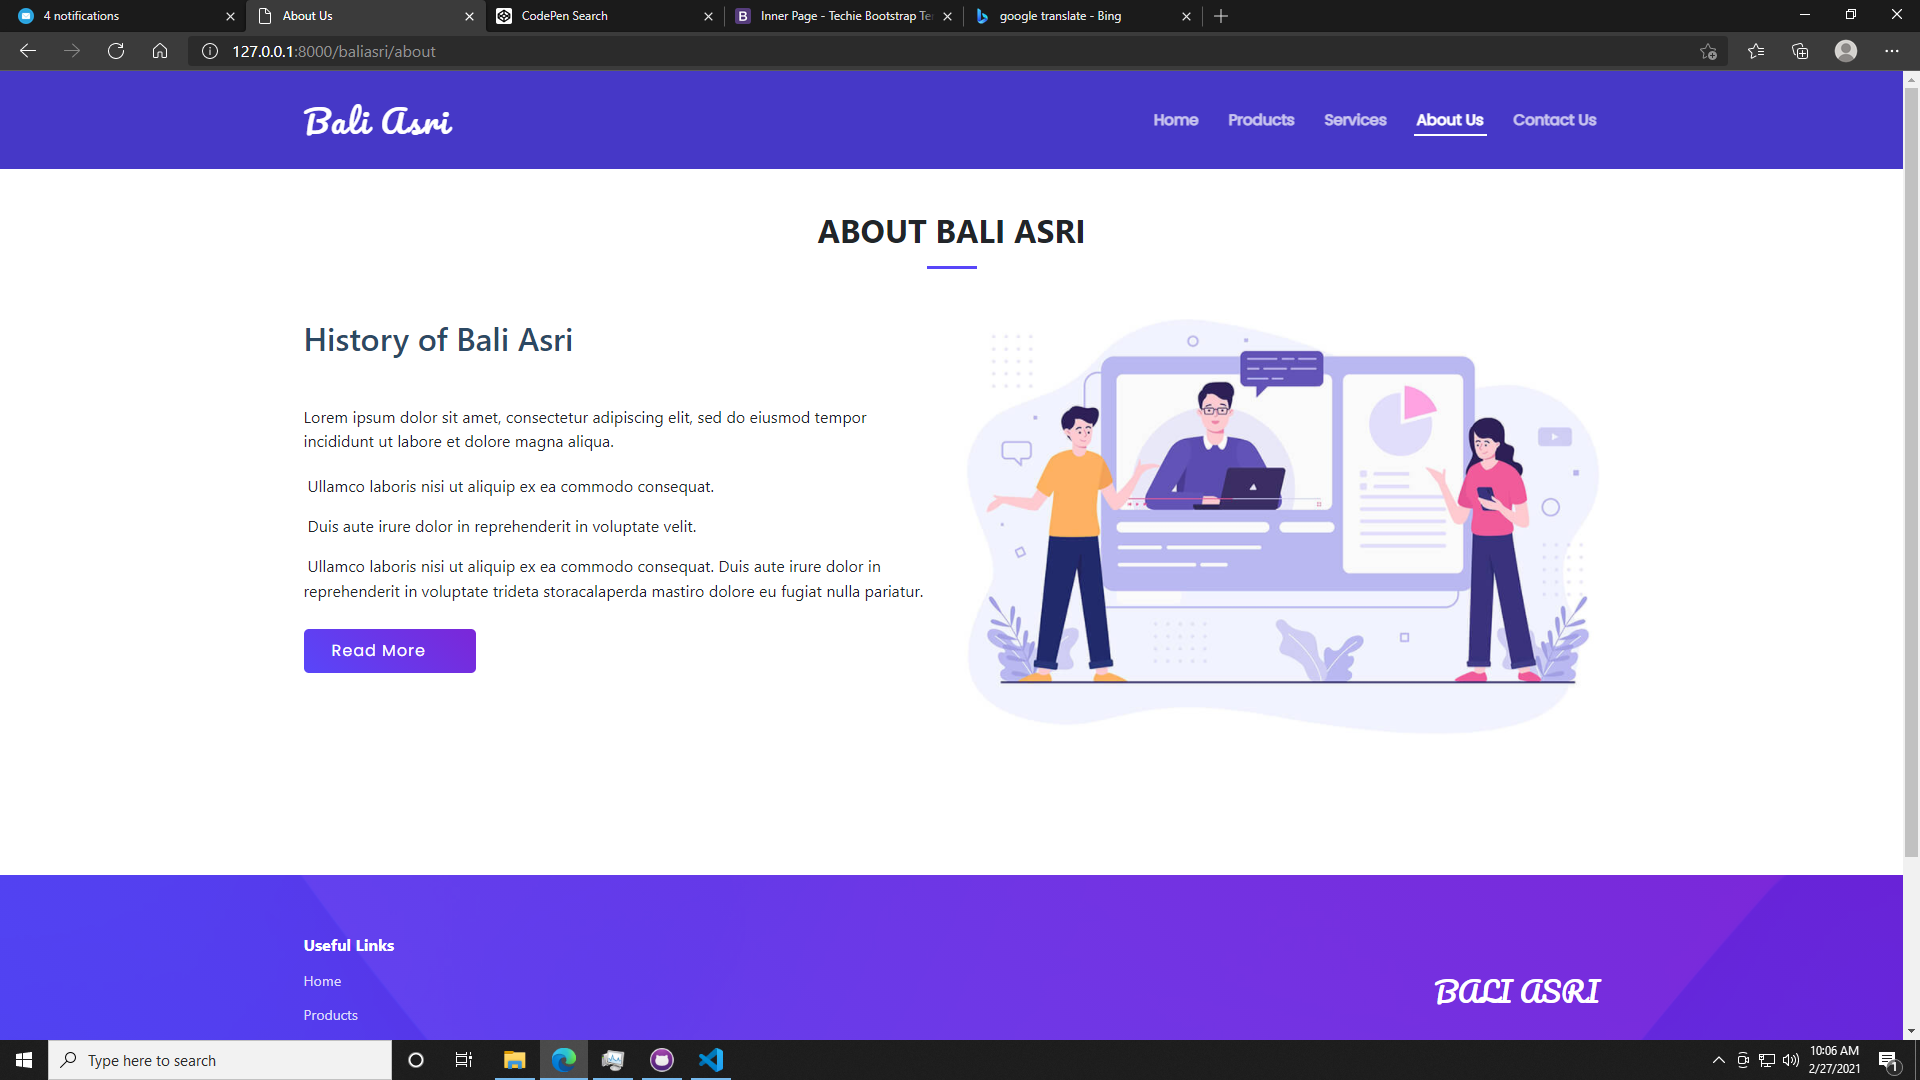 4 notifications
About Us
CodePen Search
Inner Page - Techie Bootstrap Te
google translate - Bing
127.0.0.1:8000/baliasri/about
Bali Asri
Home
Products
Services
About Us
Contact Us
ABOUT BALI ASRI
History of Bali Asri
Lorem ipsum dolor sit amet, consectetur adipiscing elit, sed do eiusmod tempor
incididunt ut labore et dolore magna aliqua.
Ullamco laboris nisi ut aliquip ex ea commodo consequat.
Duis aute irure dolor in reprehenderit in voluptate velit.
Ullamco laboris nisi ut aliquip ex ea commodo consequat. Duis aute irure dolor in
reprehenderit in voluptate trideta storacalaperda mastiro dolore eu fugiat nulla pariatur.
Read More
Useful Links
Home
BALI ASRI
Products
Type here to search
10:06 AM
2/27/2021
1